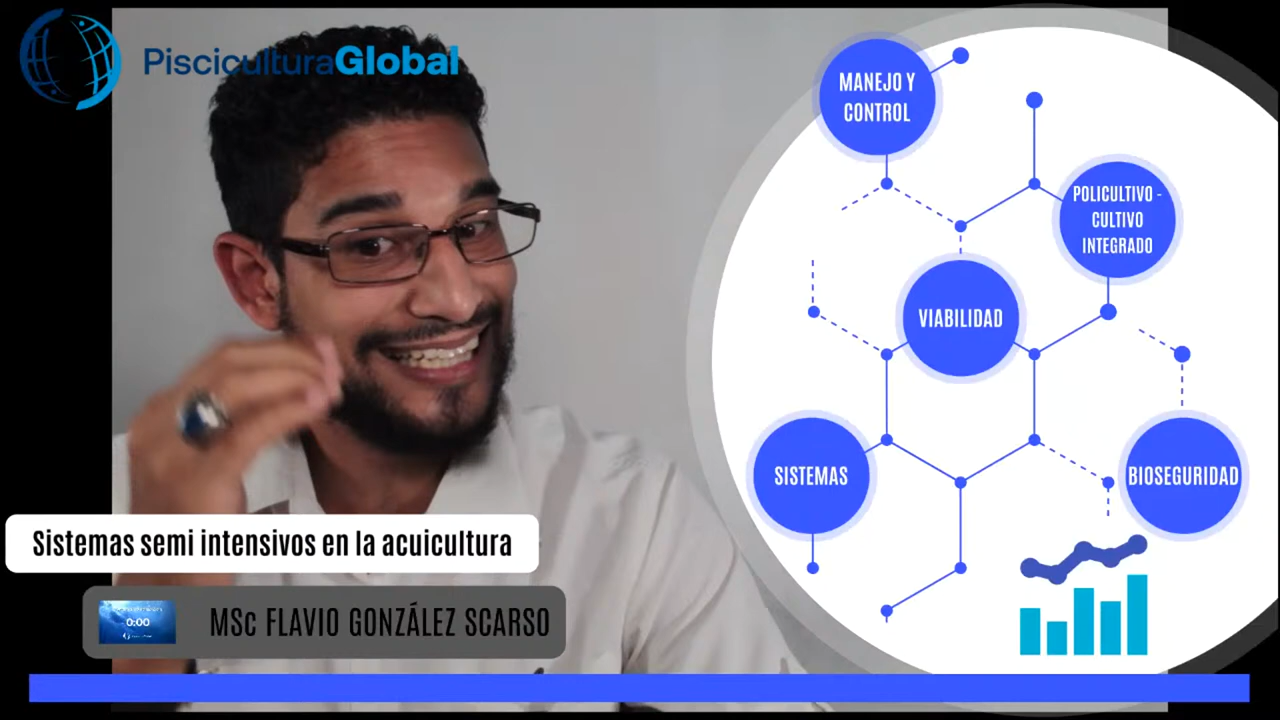 PisciculturaGlobal
MANEJO Y
CONTROL
POLICULTIVO -
CULTIVO
INTEGRADO
VIABILIDAD
SISTEMAS
BIOSEGURIDAD
Sistemas semi intensivos en la acuicultura
0:00
MSc FLAVIO GONZÁLEZ SCARSO